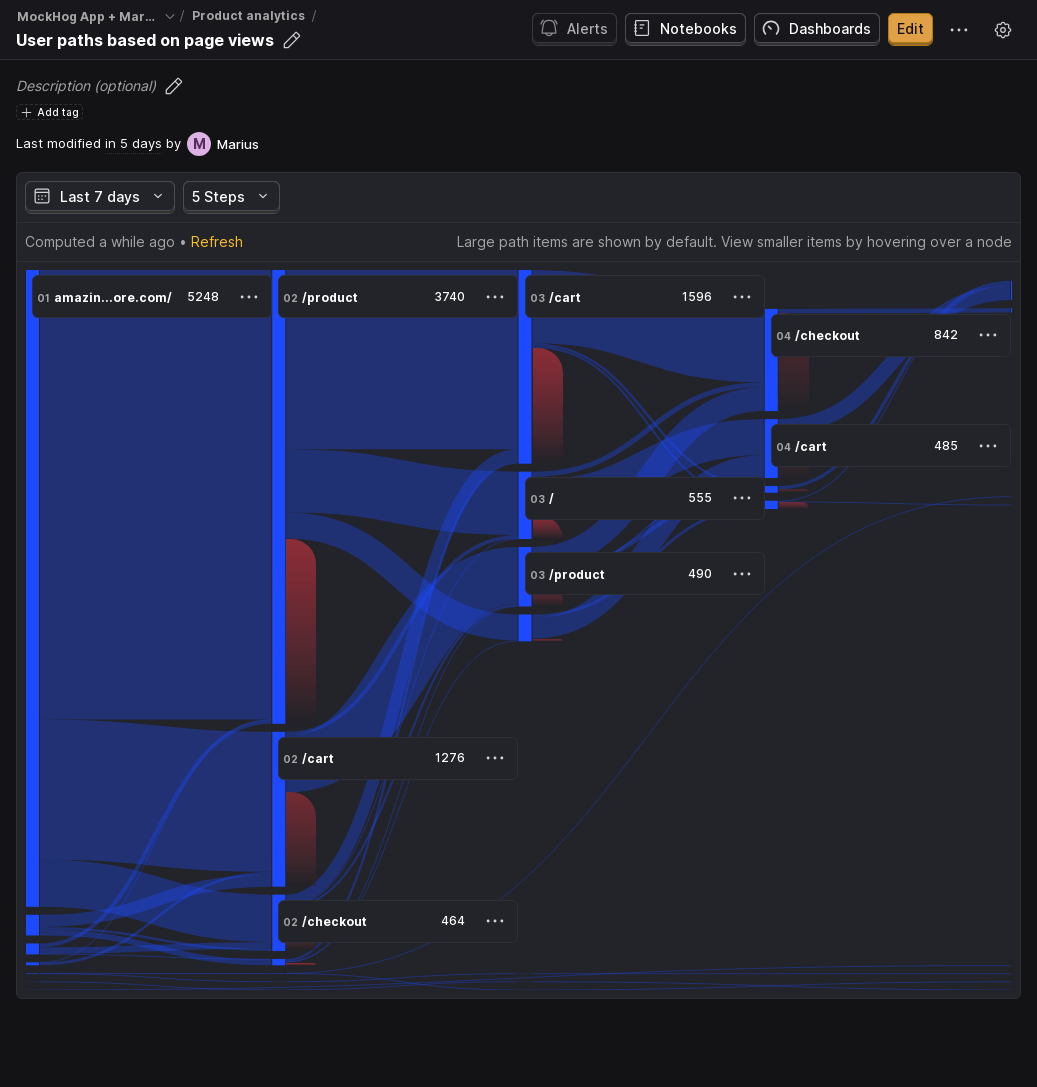 MockHog App + Mar... / Product analytics /
User paths based on page views
Alerts Notebooks Dashboards Edit
Description (optional)
Add tag
Last modified in 5 days by M Marius
Last 7 days 5 Steps
Computed a while ago • Refresh
Large path items are shown by default. View smaller items by hovering over a node
01 amazin...ore.com/ 5248
02 /product 3740
03 /cart 1596
04 /checkout 842
04 /cart 485
03 / 555
03 /product 490
02 /cart 1276
02 /checkout 464